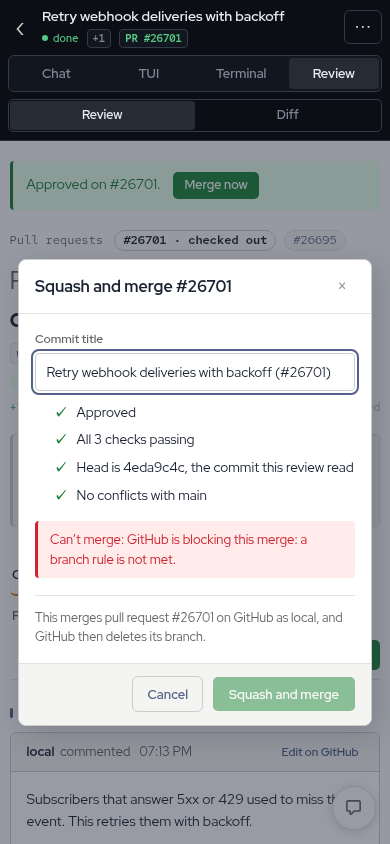 Retry webhook deliveries with backoff
done +1 PR #26701
Chat TUI Terminal Review
Review Diff
Approved on #26701. Merge now
Pull requests #26701 · checked out #26695
Squash and merge #26701 ×
Commit title
Retry webhook deliveries with backoff (#26701)
✓ Approved
✓ All 3 checks passing
✓ Head is 4eda9c4c, the commit this review read
✓ No conflicts with main
Can't merge: GitHub is blocking this merge: a
branch rule is not met.
This merges pull request #26701 on GitHub as local, and
GitHub then deletes its branch.
Cancel Squash and merge
local commented 07:13 PM Edit on GitHub
Subscribers that answer 5xx or 429 used to miss
event. This retries them with backoff.